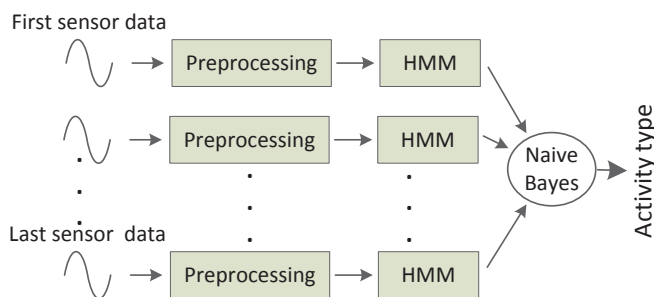 First sensor data
Preprocessing
HMM
Preprocessing
HMM
Naive
Bayes
Activity type
Last sensor data
Preprocessing
HMM